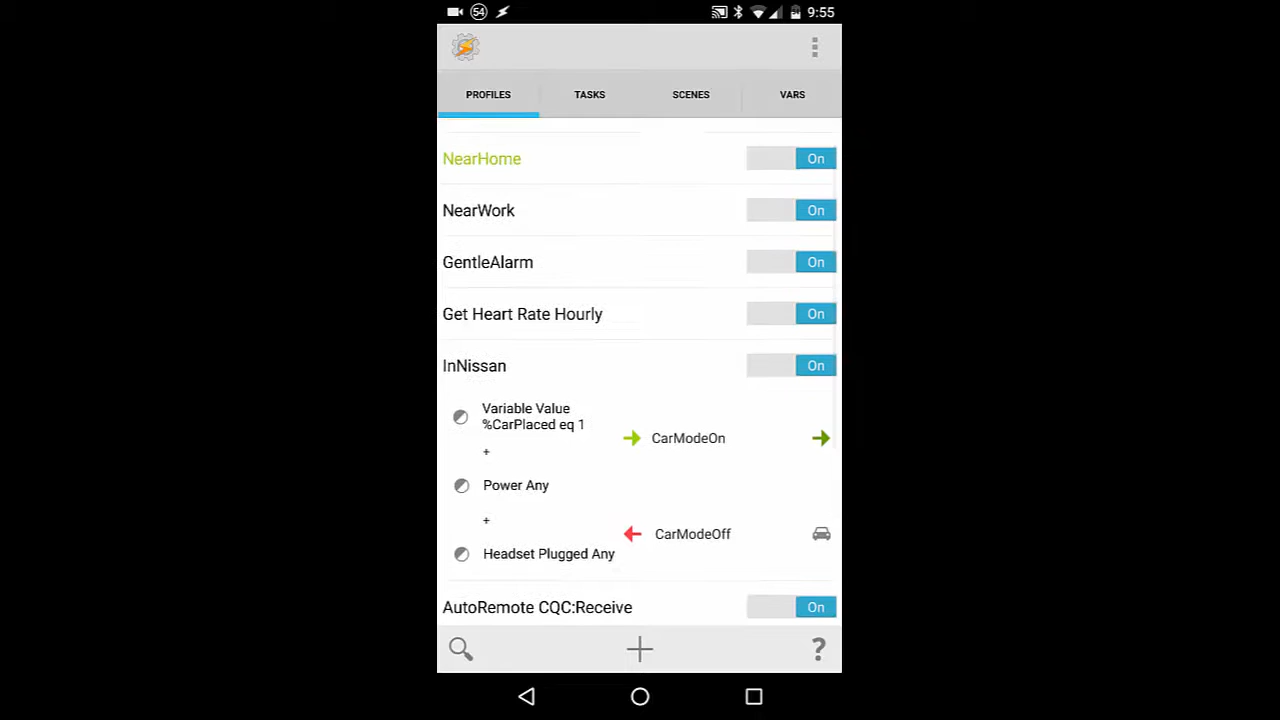 54 9:55
PROFILES TASKS SCENES VARS
NearHome On
NearWork On
GentleAlarm On
Get Heart Rate Hourly On
InNissan On
Variable Value
%CarPlaced eq 1
CarModeOn
+
Power Any
+
CarModeOff
Headset Plugged Any
AutoRemote CQC:Receive On
+ ?